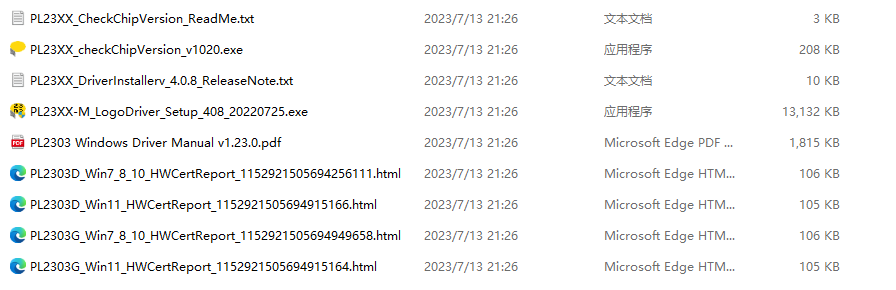 PL23XX_CheckChipVersion_ReadMe.txt 2023/7/13 21:26 文本文档 3 KB
PL23XX_checkChipVersion_v1020.exe 2023/7/13 21:26 应用程序 208 KB
PL23XX_DriverInstallerv_4.0.8_ReleaseNote.txt 2023/7/13 21:26 文本文档 10 KB
PL23XX-M_LogoDriver_Setup_408_20220725.exe 2023/7/13 21:26 应用程序 13,132 KB
PL2303 Windows Driver Manual v1.23.0.pdf 2023/7/13 21:26 Microsoft Edge PDF ... 1,815 KB
PL2303D_Win7_8_10_HWCertReport_1152921505694256111.html 2023/7/13 21:26 Microsoft Edge HTM... 106 KB
PL2303D_Win11_HWCertReport_1152921505694915166.html 2023/7/13 21:26 Microsoft Edge HTM... 105 KB
PL2303G_Win7_8_10_HWCertReport_1152921505694949658.html 2023/7/13 21:26 Microsoft Edge HTM... 106 KB
PL2303G_Win11_HWCertReport_1152921505694915164.html 2023/7/13 21:26 Microsoft Edge HTM... 105 KB